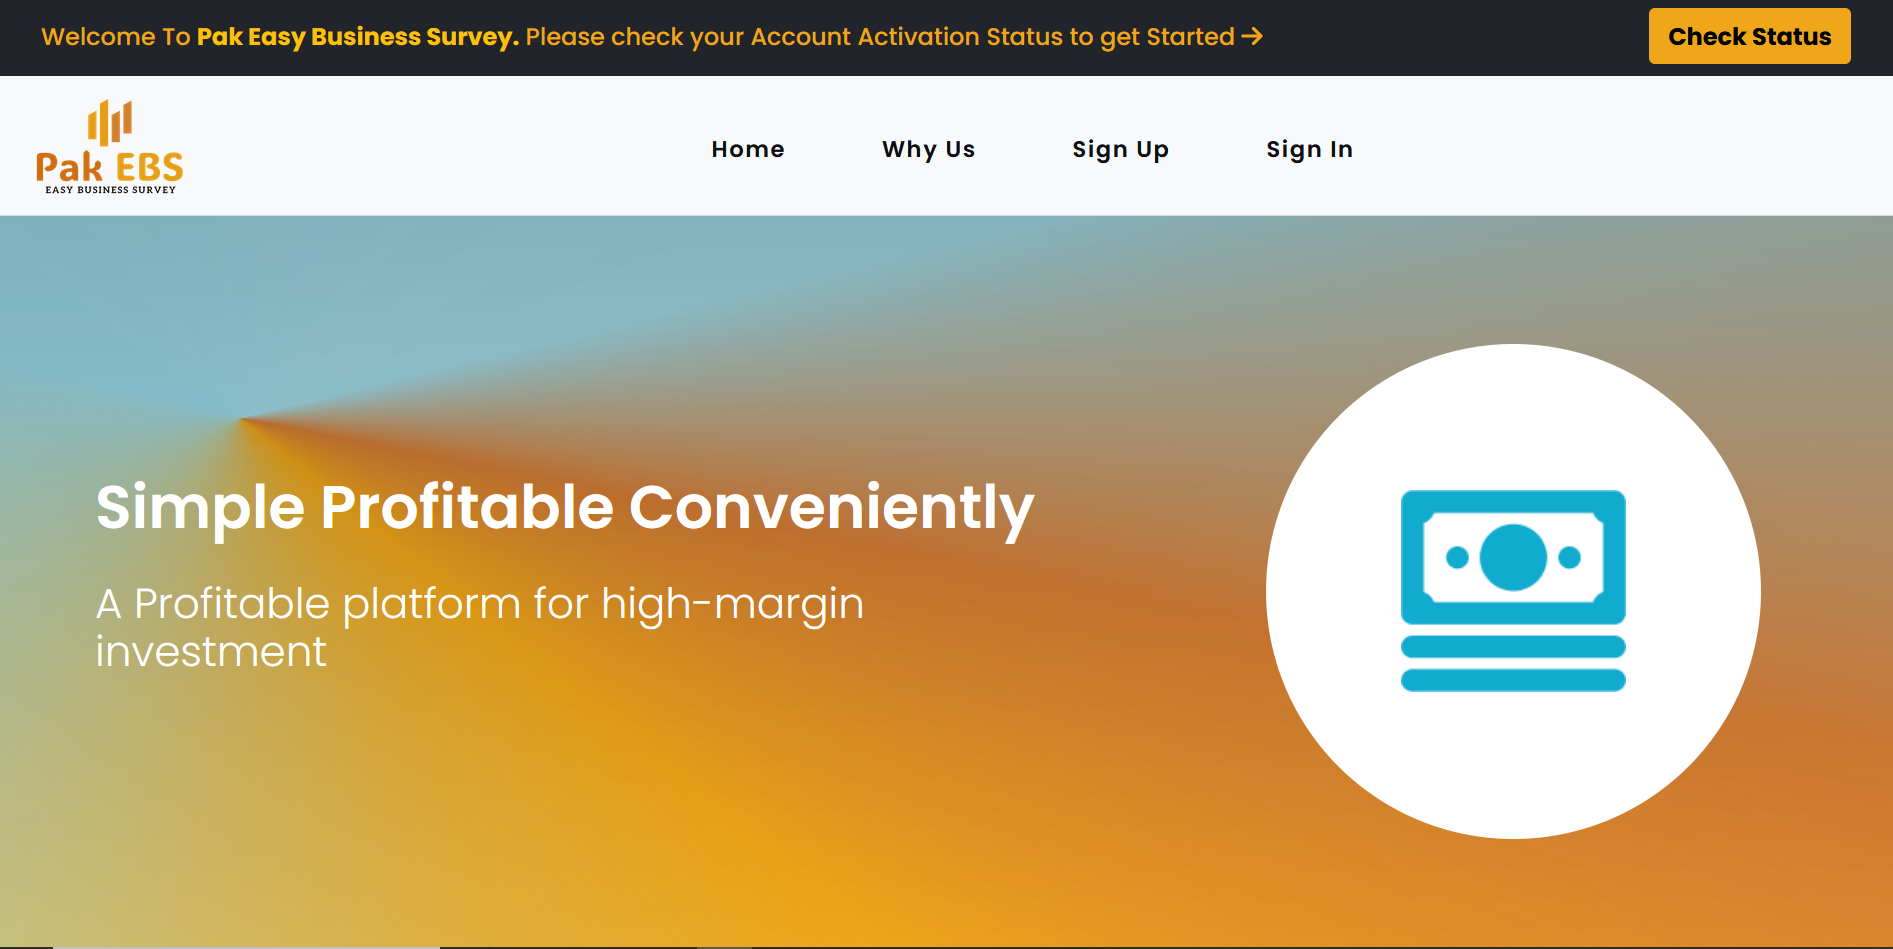 Welcome To Pak Easy Business Survey. Please check your Account Activation Status to get Started →
Check Status
Pak EBS
EASY BUSINESS SURVEY
Home
Why Us
Sign Up
Sign In
Simple Profitable Conveniently
A Profitable platform for high-margin
investment